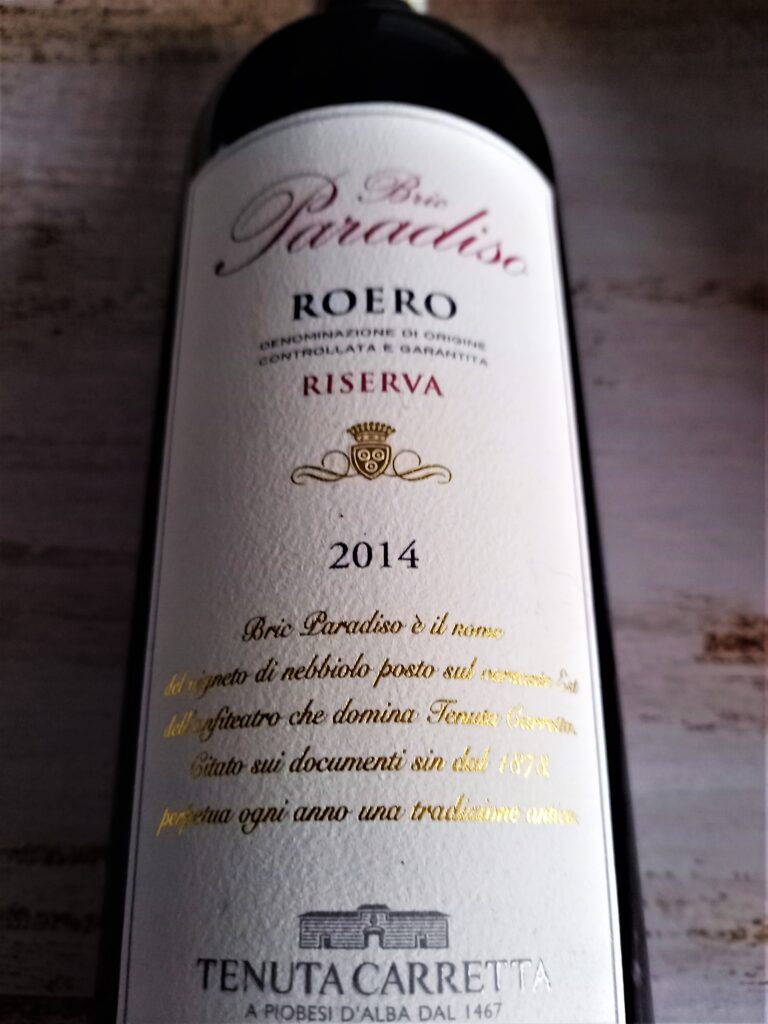 Bric
Paradiso
ROERO
DENOMINAZIONE DI ORIGINE
CONTROLLATA E GARANTITA
RISERVA
2014
Bric Paradiso è il nome
del vigneto di nebbiolo posto sul versante Est
dell'anfiteatro che domina Tenuta Carretta.
Citato sui documenti sin dal 1878,
perpetua ogni anno una tradizione
TENUTA CARRETTA
A PIOBESI D'ALBA DAL 1467